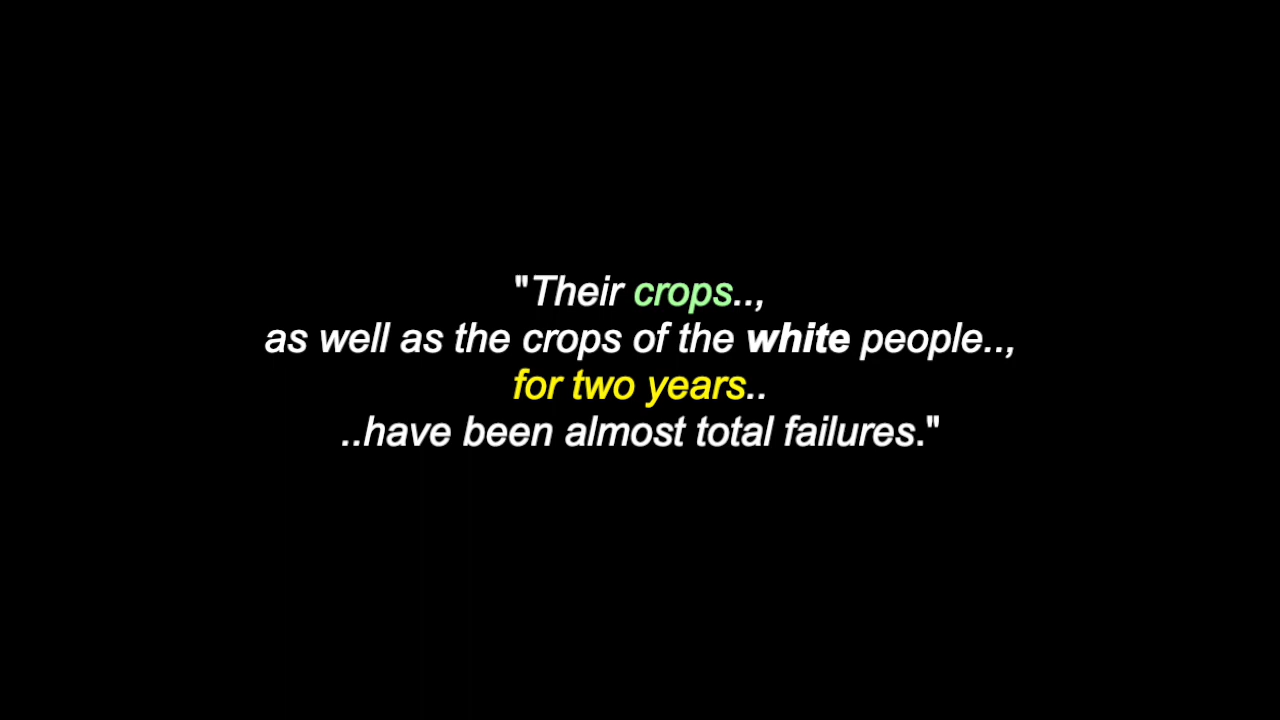 "Their crops..,
as well as the crops of the white people..,
for two years..
..have been almost total failures."